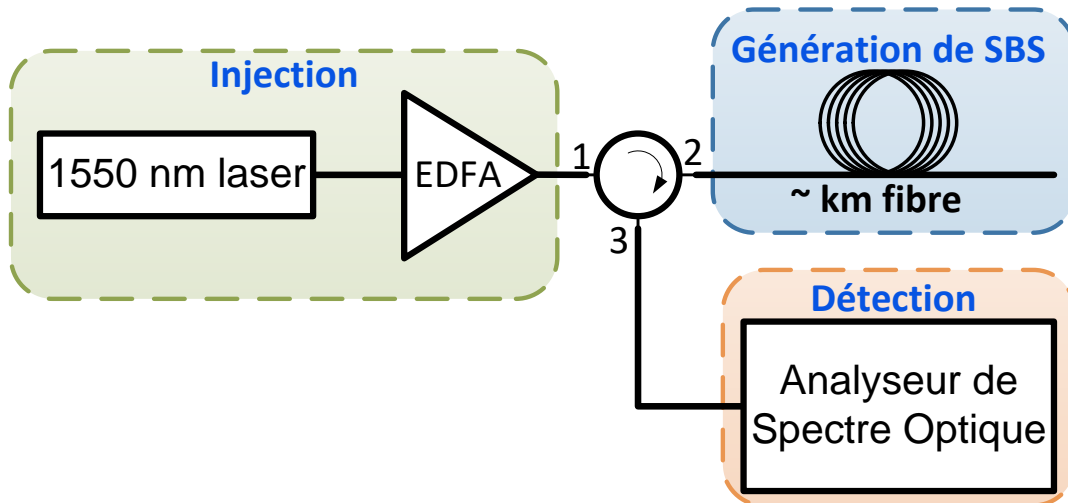 Injection
1550 nm laser
EDFA
1
2
3
Génération de SBS
~ km fibre
Détection
Analyseur de
Spectre Optique